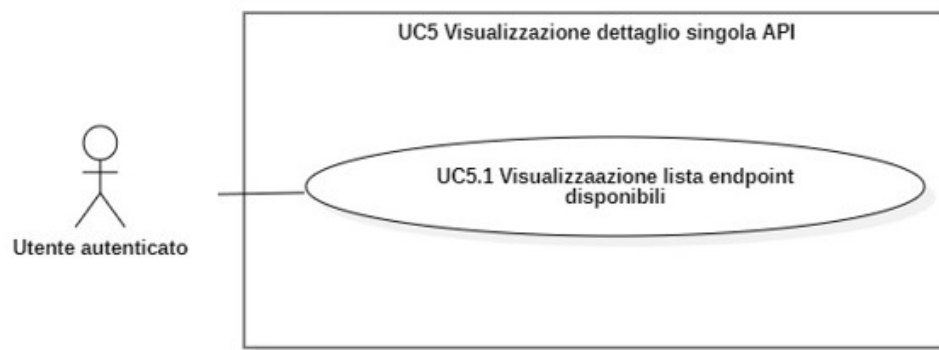 UC5 Visualizzazione dettaglio singola API
UC5.1 Visualizzaazione lista endpoint
disponibili
Utente autenticato